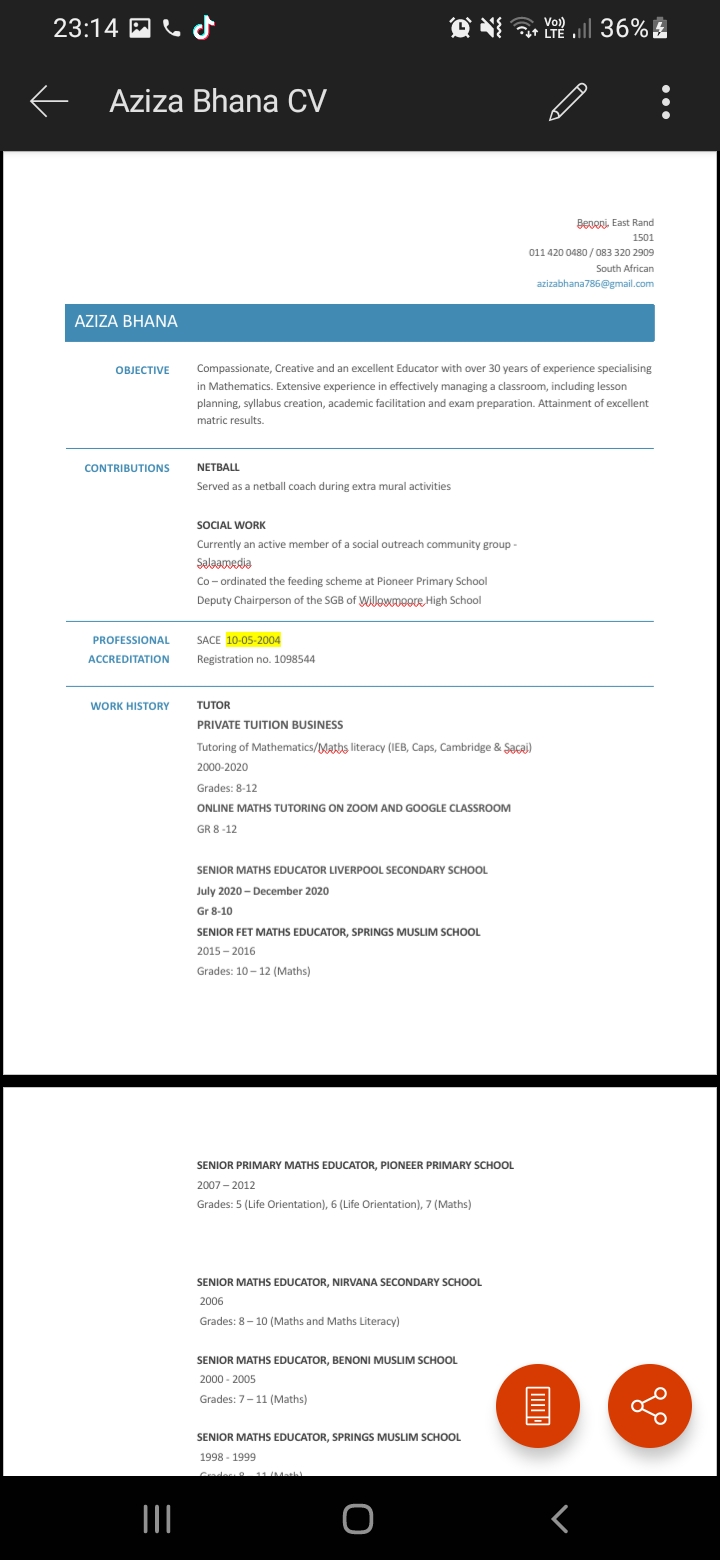 23:14
Vo))
LTE
36%
Aziza Bhana CV
Benoni, East Rand
1501
011 420 0480 / 083 320 2909
South African
azizabhana786@gmail.com
AZIZA BHANA
OBJECTIVE
Compassionate, Creative and an excellent Educator with over 30 years of experience specialising
in Mathematics. Extensive experience in effectively managing a classroom, including lesson
planning, syllabus creation, academic facilitation and exam preparation. Attainment of excellent
matric results.
CONTRIBUTIONS
NETBALL
Served as a netball coach during extra mural activities
SOCIAL WORK
Currently an active member of a social outreach community group -
Salaamedia
Co – ordinated the feeding scheme at Pioneer Primary School
Deputy Chairperson of the SGB of Willowmoore High School
PROFESSIONAL
ACCREDITATION
SACE 10-05-2004
Registration no. 1098544
WORK HISTORY
TUTOR
PRIVATE TUITION BUSINESS
Tutoring of Mathematics/Maths literacy (IEB, Caps, Cambridge & Sacai)
2000-2020
Grades: 8-12
ONLINE MATHS TUTORING ON ZOOM AND GOOGLE CLASSROOM
GR 8 -12
SENIOR MATHS EDUCATOR LIVERPOOL SECONDARY SCHOOL
July 2020 – December 2020
Gr 8-10
SENIOR FET MATHS EDUCATOR, SPRINGS MUSLIM SCHOOL
2015 – 2016
Grades: 10 – 12 (Maths)
SENIOR PRIMARY MATHS EDUCATOR, PIONEER PRIMARY SCHOOL
2007 – 2012
Grades: 5 (Life Orientation), 6 (Life Orientation), 7 (Maths)
SENIOR MATHS EDUCATOR, NIRVANA SECONDARY SCHOOL
2006
Grades: 8 – 10 (Maths and Maths Literacy)
SENIOR MATHS EDUCATOR, BENONI MUSLIM SCHOOL
2000 - 2005
Grades: 7 – 11 (Maths)
SENIOR MATHS EDUCATOR, SPRINGS MUSLIM SCHOOL
1998 - 1999
Grades: 8 – 11 (Math)